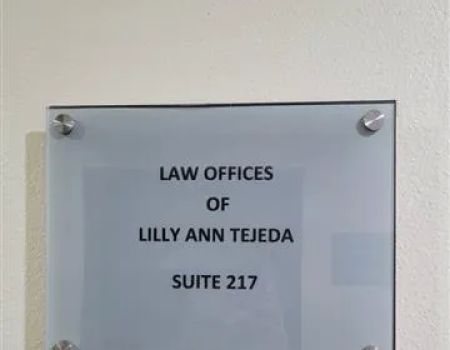 LAW OFFICES
OF
LILLY ANN TEJEDA
SUITE 217